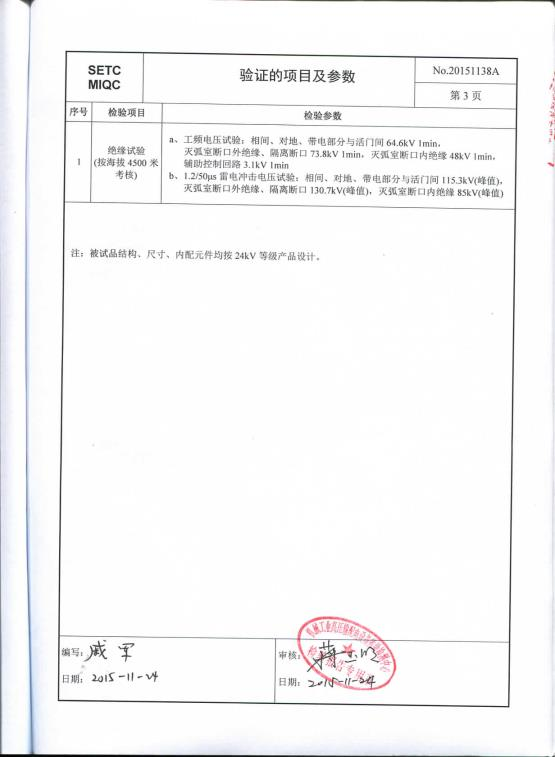 SETC
MIQC
验证的项目及参数
No.20151138A
第 3 页
序号
检验项目
检验参数
1
绝缘试验
(按海拔 4500 米
考核)
a、工频电压试验：相间、对地、带电部分与活门间 64.6kV 1min，
灭弧室断口外绝缘、隔离断口 73.8kV 1min，灭弧室断口内绝缘 48kV 1min，
辅助控制回路 3.1kV 1min
b、1.2/50μs 雷电冲击电压试验：相间、对地、带电部分与活门间 115.3kV(峰值)，
灭弧室断口外绝缘、隔离断口 130.7kV(峰值)，灭弧室断口内绝缘 85kV(峰值)
注：被试品结构、尺寸、内配元件均按 24kV 等级产品设计。
编写：戚军
日期：2015-11-24
审核：
日期：2015-11-24